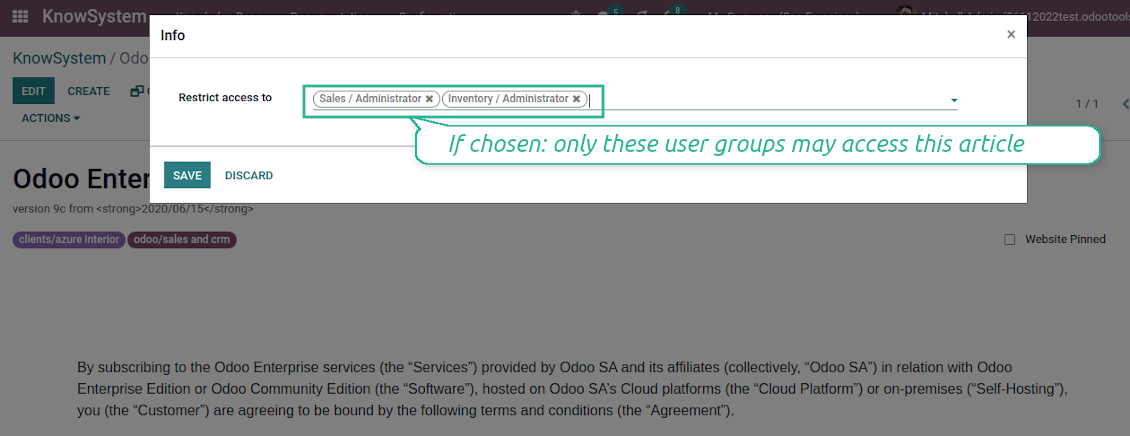 KnowSystem
5
8
Info
×
KnowSystem / Odo
EDIT
CREATE
Restrict access to
Sales / Administrator ✖ Inventory / Administrator ✖
1 / 1
ACTIONS
If chosen: only these user groups may access this article
SAVE
DISCARD
Odoo Enter
version 9c from <strong>2020/06/15</strong>
clients/azure interior
odoo/sales and crm
Website Pinned
By subscribing to the Odoo Enterprise services (the “Services”) provided by Odoo SA and its affiliates (collectively, “Odoo SA”) in relation with Odoo
Enterprise Edition or Odoo Community Edition (the “Software”), hosted on Odoo SA’s Cloud platforms (the “Cloud Platform”) or on-premises (“Self-Hosting”),
you (the “Customer”) are agreeing to be bound by the following terms and conditions (the “Agreement”).